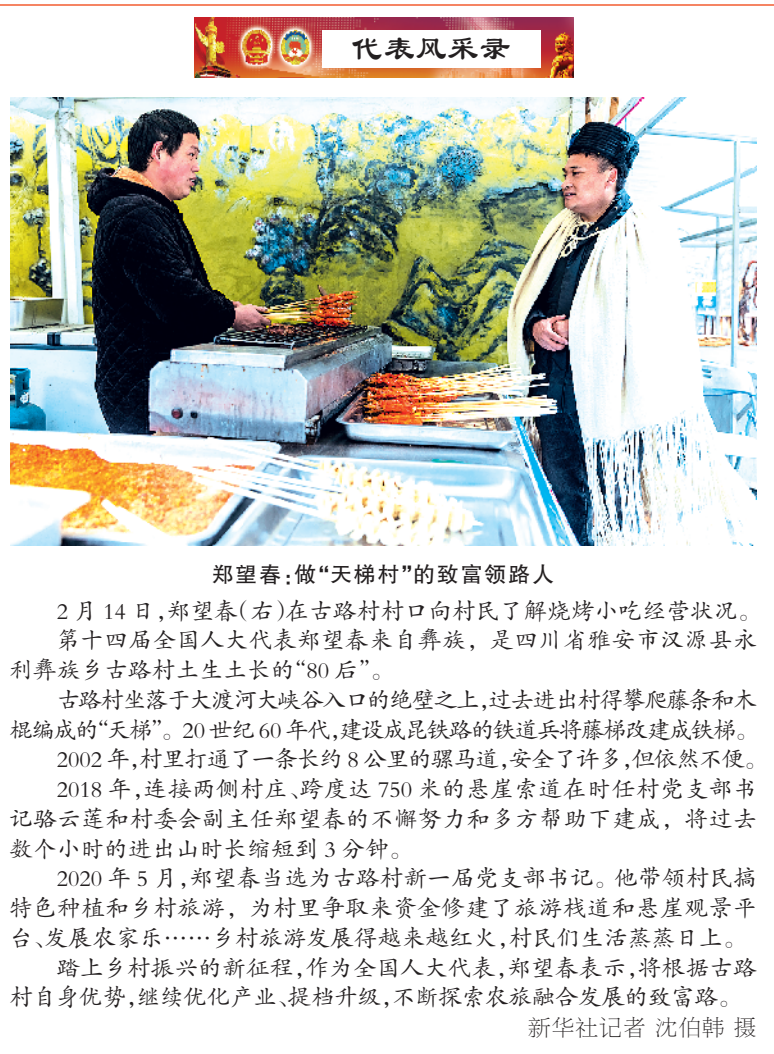 代表风采录
郑望春:做“天梯村”的致富领路人
2月14日,郑望春(右)在古路村村口向村民了解烧烤小吃经营状况。
第十四届全国人大代表郑望春来自彝族，是四川省雅安市汉源县永
利彝族乡古路村土生土长的“80后”。
古路村坐落于大渡河大峡谷入口的绝壁之上,过去进出村得攀爬藤条和木
棍编成的“天梯”。20世纪60年代,建设成昆铁路的铁道兵将藤梯改建成铁梯。
2002年,村里打通了一条长约8公里的骡马道,安全了许多,但依然不便。
2018年,连接两侧村庄、跨度达750米的悬崖索道在时任村党支部书
记骆云莲和村委会副主任郑望春的不懈努力和多方帮助下建成，将过去
数个小时的进出山时长缩短到3分钟。
2020年5月,郑望春当选为古路村新一届党支部书记。他带领村民搞
特色种植和乡村旅游，为村里争取来资金修建了旅游栈道和悬崖观景平
台、发展农家乐……乡村旅游发展得越来越红火,村民们生活蒸蒸日上。
踏上乡村振兴的新征程,作为全国人大代表,郑望春表示,将根据古路
村自身优势,继续优化产业、提档升级,不断探索农旅融合发展的致富路。
新华社记者 沈伯韩 摄